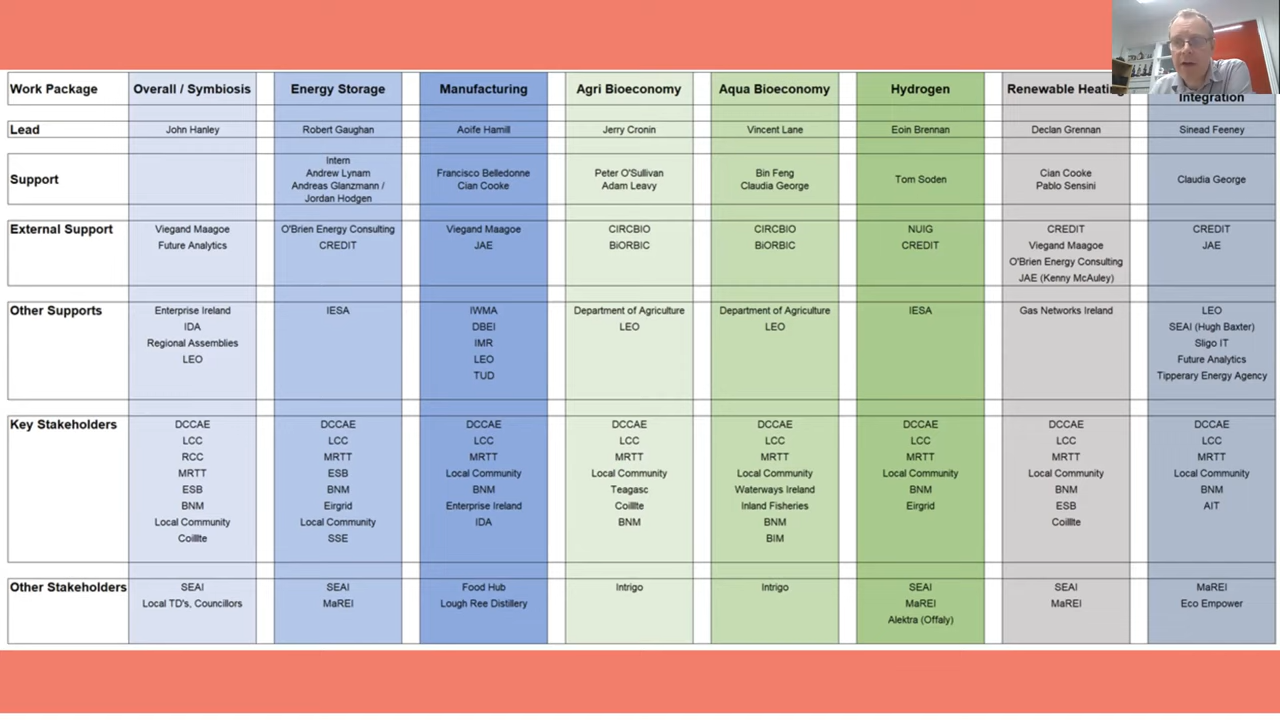 Work Package Overall / Symbiosis Energy Storage Manufacturing Agri Bioeconomy Aqua Bioeconomy Hydrogen Renewable Heating
Integration
Lead John Hanley Robert Gaughan Aoife Hamill Jerry Cronin Vincent Lane Eoin Brennan Declan Grennan Sinead Feeney
Support
Intern
Andrew Lynam
Andreas Glanzmann /
Jordan Hodgen
Francisco Belledonne
Cian Cooke
Peter O'Sullivan
Adam Leavy
Bin Feng
Claudia George
Tom Soden
Cian Cooke
Pablo Sensini
Claudia George
External Support
Viegand Maagoe
Future Analytics
O'Brien Energy Consulting
CREDIT
Viegand Maagoe
JAE
CIRCBIO
BiORBIC
CIRCBIO
BiORBIC
NUIG
CREDIT
CREDIT
Viegand Maagoe
O'Brien Energy Consulting
JAE (Kenny McAuley)
CREDIT
JAE
Other Supports
Enterprise Ireland
IDA
Regional Assemblies
LEO
IESA
IWMA
DBEI
IMR
LEO
TUD
Department of Agriculture
LEO
Department of Agriculture
LEO
IESA
Gas Networks Ireland
LEO
SEAI (Hugh Baxter)
Sligo IT
Future Analytics
Tipperary Energy Agency
Key Stakeholders
DCCAE
LCC
RCC
MRTT
ESB
BNM
Local Community
Coillte
DCCAE
LCC
MRTT
ESB
BNM
Eirgrid
Local Community
SSE
DCCAE
LCC
MRTT
Local Community
BNM
Enterprise Ireland
IDA
DCCAE
LCC
MRTT
Local Community
Teagasc
Coillte
BNM
DCCAE
LCC
MRTT
Local Community
Waterways Ireland
Inland Fisheries
BNM
BIM
DCCAE
LCC
MRTT
Local Community
BNM
Eirgrid
DCCAE
LCC
MRTT
Local Community
BNM
ESB
Coillte
DCCAE
LCC
MRTT
Local Community
BNM
AIT
Other Stakeholders
SEAI
Local TD's, Councillors
SEAI
MaREI
Food Hub
Lough Ree Distillery
Intrigo
Intrigo
SEAI
MaREI
Alektra (Offaly)
SEAI
MaREI
MaREI
Eco Empower